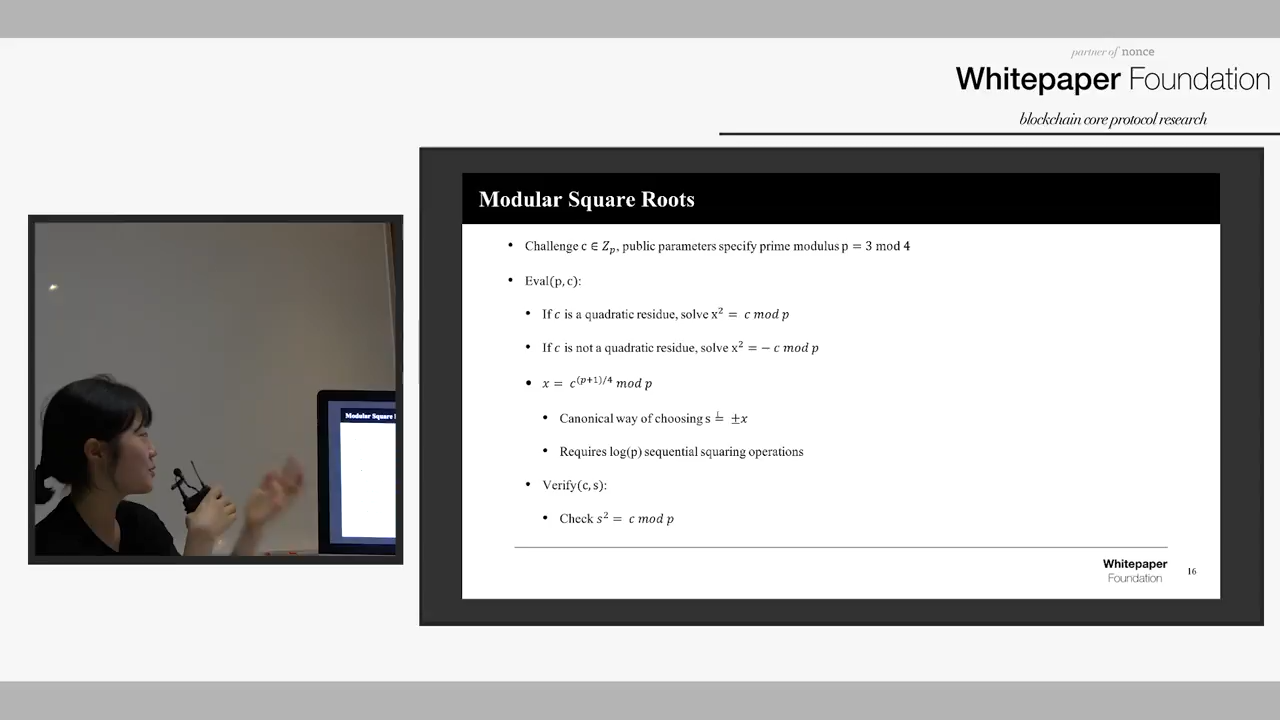 partner of nonce
Whitepaper Foundation
blockchain core protocol research
Modular Square Roots
• Challenge c ∈ Zₚ, public parameters specify prime modulus p = 3 mod 4
• Eval(p, c):
• If c is a quadratic residue, solve x² = c mod p
• If c is not a quadratic residue, solve x² = − c mod p
• x = c^(p+1)/4 mod p
• Canonical way of choosing s ≟ ±x
• Requires log(p) sequential squaring operations
• Verify(c, s):
• Check s² = c mod p
Whitepaper
Foundation
16
Modular Square